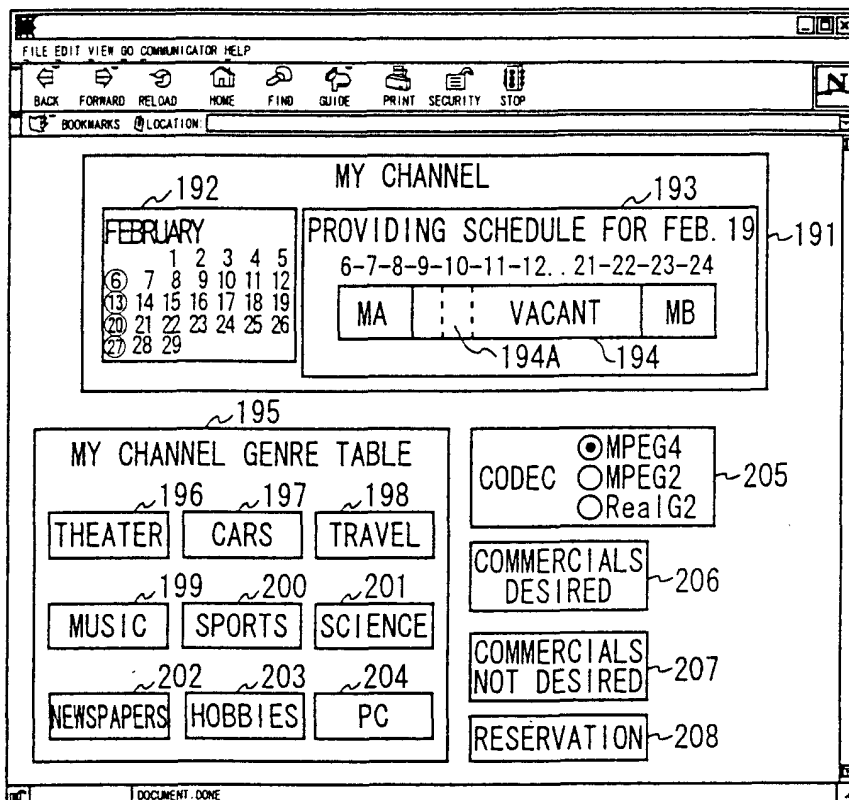 FILE EDIT VIEW GO COMMUNICATOR HELP
BACK FORWARD RELOAD HOME FIND GUIDE PRINT SECURITY STOP
N
BOOKMARKS LOCATION:
MY CHANNEL
192
193
191
FEBRUARY
1 2 3 4 5
6 7 8 9 10 11 12
13 14 15 16 17 18 19
20 21 22 23 24 25 26
27 28 29
PROVIDING SCHEDULE FOR FEB. 19
6-7-8-9-10-11-12..21-22-23-24
MA VACANT MB
194A 194
195
MY CHANNEL GENRE TABLE
196 197 198
THEATER CARS TRAVEL
199 200 201
MUSIC SPORTS SCIENCE
202 203 204
NEWSPAPERS HOBBIES PC
CODEC
MPEG4
MPEG2
RealG2
205
COMMERCIALS
DESIRED
206
COMMERCIALS
NOT DESIRED
207
RESERVATION
208
DOCUMENT.DONE